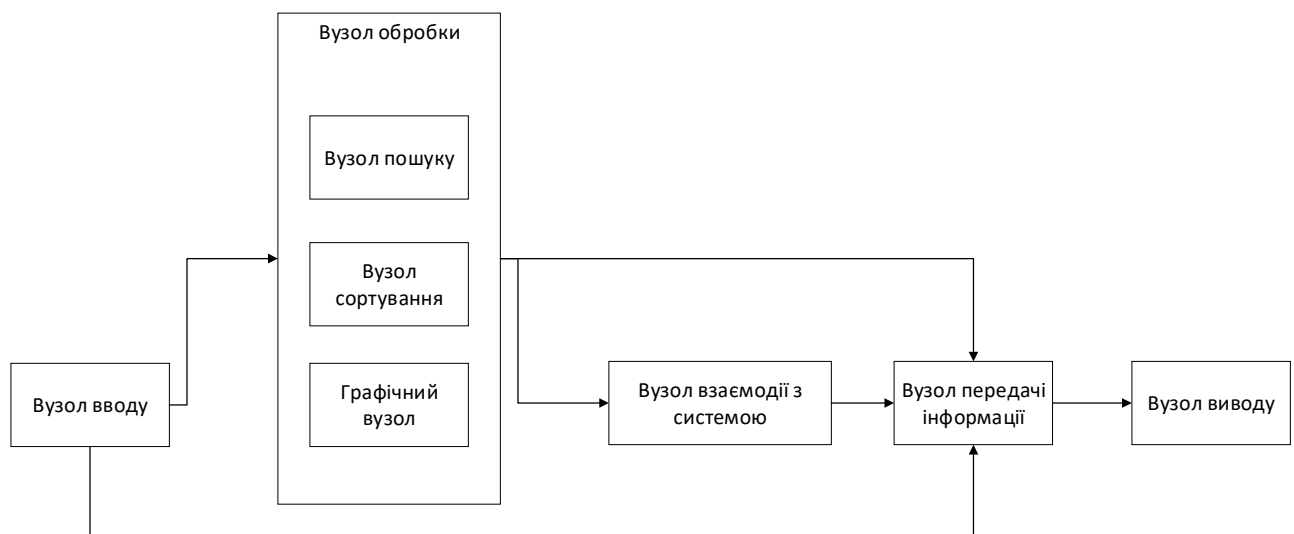 Вузол обробки
Вузол пошуку
Вузол
сортування
Графічний
вузол
Вузол вводу
Вузол взаємодії з
системою
Вузол передачі
інформації
Вузол виводу